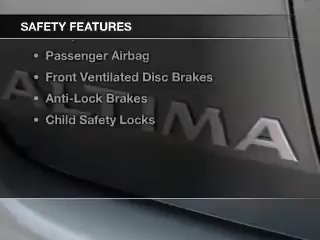 SAFETY FEATURES
• Passenger Airbag
• Front Ventilated Disc Brakes
• Anti-Lock Brakes
• Child Safety Locks
ALTIMA